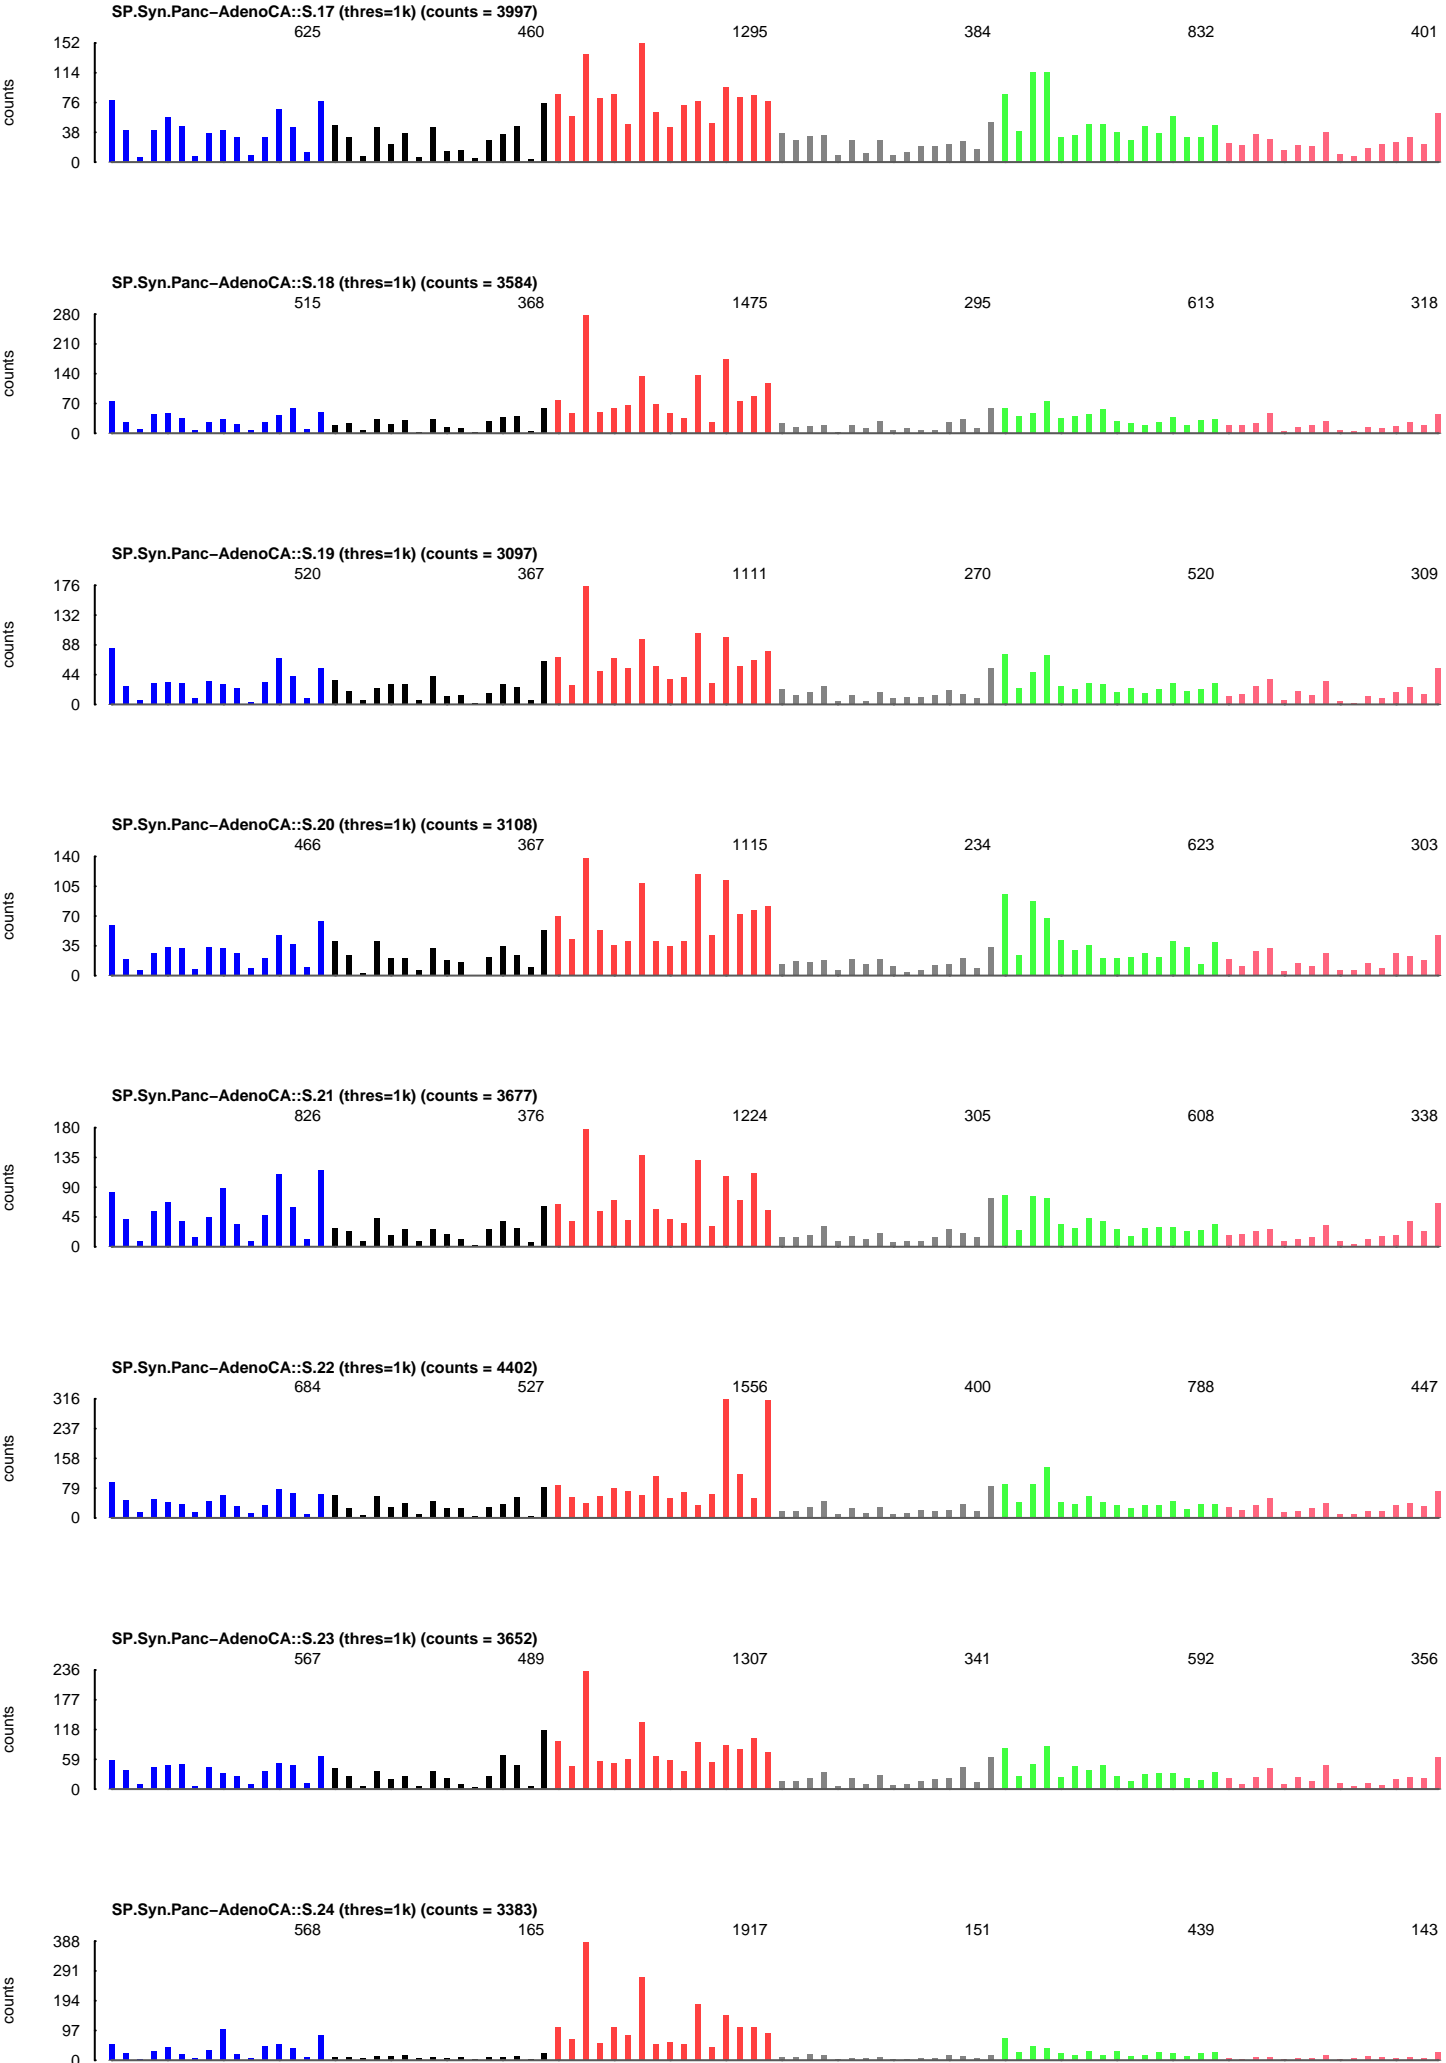 SP.Syn.Panc−AdenoCA::S.17 (thres=1k) (counts = 3997)
625 460 1295 384 832 401
152
114
76
38
0
counts
SP.Syn.Panc−AdenoCA::S.18 (thres=1k) (counts = 3584)
515 368 1475 295 613 318
280
210
140
70
0
counts
SP.Syn.Panc−AdenoCA::S.19 (thres=1k) (counts = 3097)
520 367 1111 270 520 309
176
132
88
44
0
counts
SP.Syn.Panc−AdenoCA::S.20 (thres=1k) (counts = 3108)
466 367 1115 234 623 303
140
105
70
35
0
counts
SP.Syn.Panc−AdenoCA::S.21 (thres=1k) (counts = 3677)
826 376 1224 305 608 338
180
135
90
45
0
counts
SP.Syn.Panc−AdenoCA::S.22 (thres=1k) (counts = 4402)
684 527 1556 400 788 447
316
237
158
79
0
counts
SP.Syn.Panc−AdenoCA::S.23 (thres=1k) (counts = 3652)
567 489 1307 341 592 356
236
177
118
59
0
counts
SP.Syn.Panc−AdenoCA::S.24 (thres=1k) (counts = 3383)
568 165 1917 151 439 143
388
291
194
97
0
counts